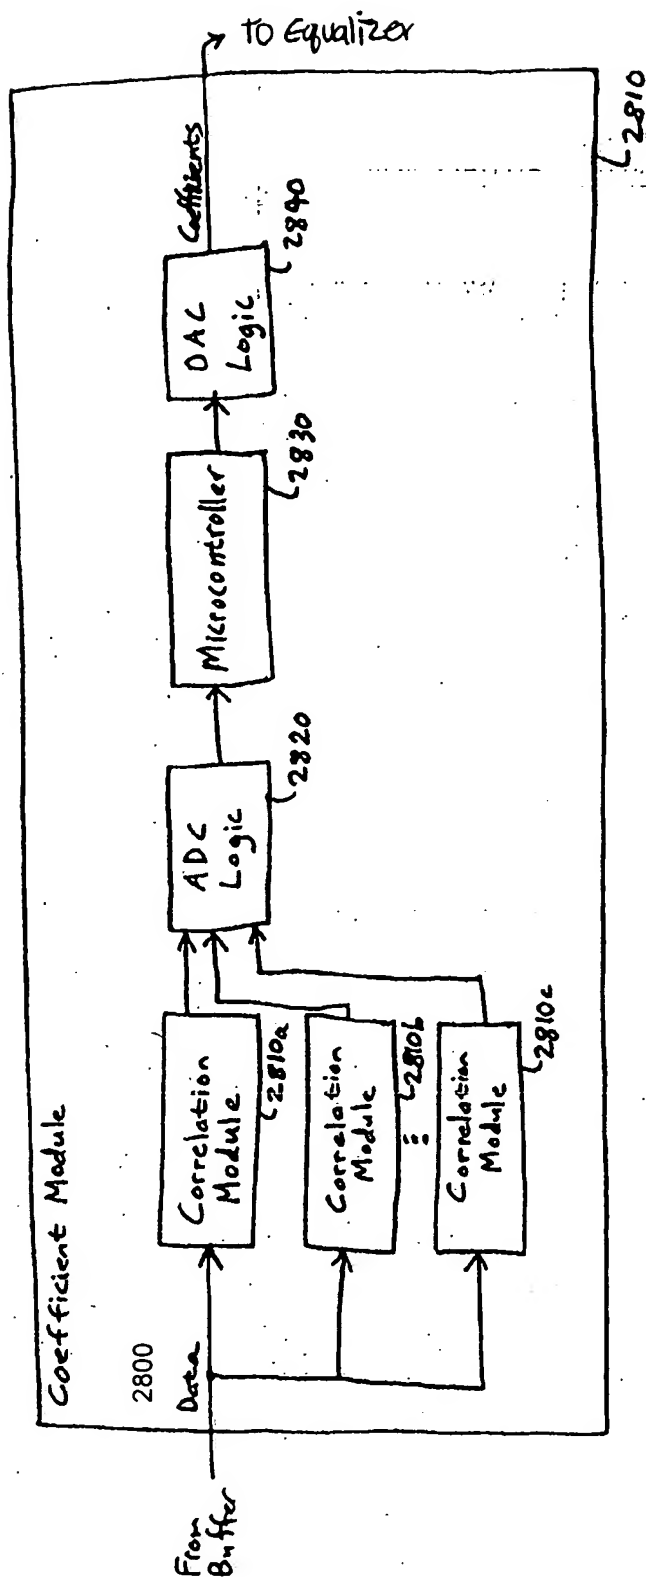 Coefficient Module
2800
From
Buffer
Data
Correlation
Module
2810a
Correlation
Module
2810b
Correlation
Module
2810c
ADC
Logic
2820
Microcontroller
2830
DAC
Logic
2840
Coefficients
To Equalizer
2810